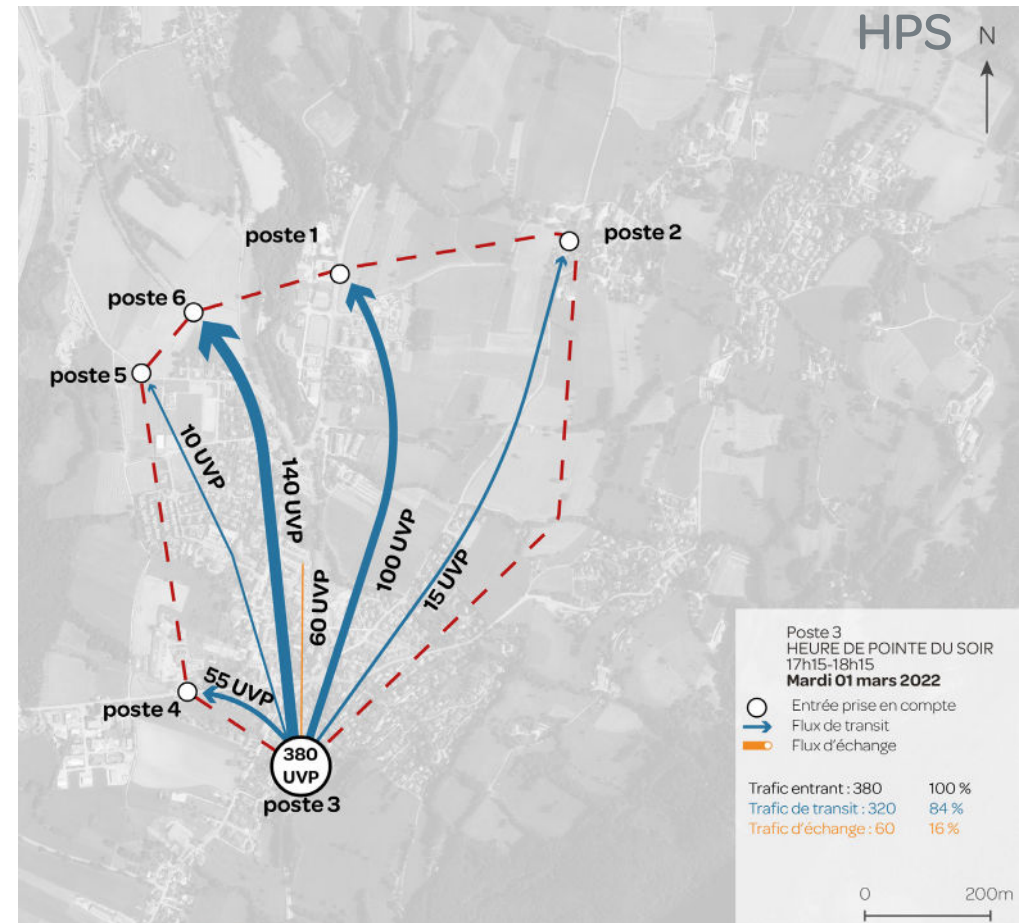 HPS
N
poste 1
poste 2
poste 6
poste 5
10 UVP
140 UVP
100 UVP
60 UVP
15 UVP
55 UVP
poste 4
380
UVP
poste 3
Poste 3
HEURE DE POINTE DU SOIR
17h15-18h15
Mardi 01 mars 2022
Entrée prise en compte
Flux de transit
Flux d'échange
Trafic entrant : 380 100 %
Trafic de transit : 320 84 %
Trafic d'échange : 60 16 %
0 200m